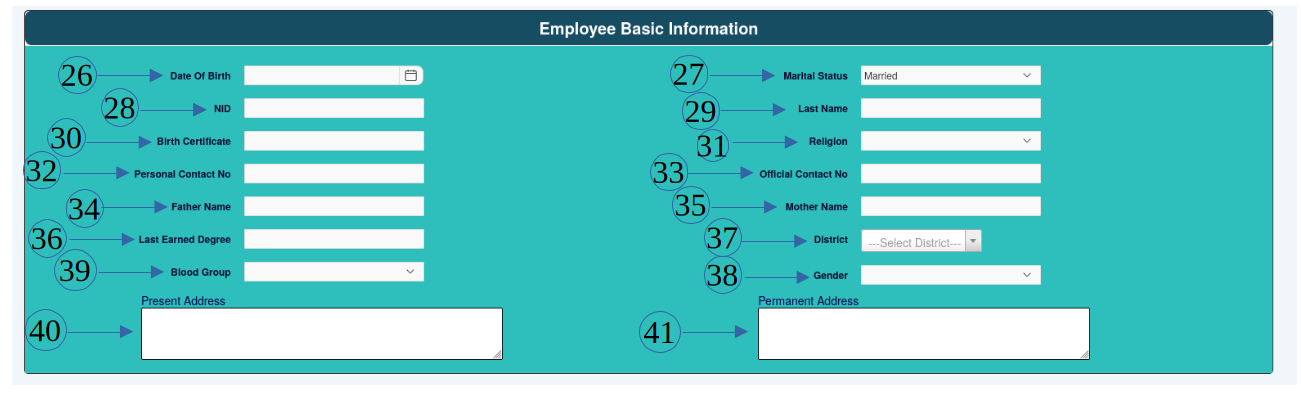 Employee Basic Information
26 Date Of Birth 27 Marital Status Married
28 NID 29 Last Name
30 Birth Certificate 31 Religion
32 Personal Contact No 33 Official Contact No
34 Father Name 35 Mother Name
36 Last Earned Degree 37 District ---Select District---
39 Blood Group 38 Gender
Present Address Permanent Address
40 41